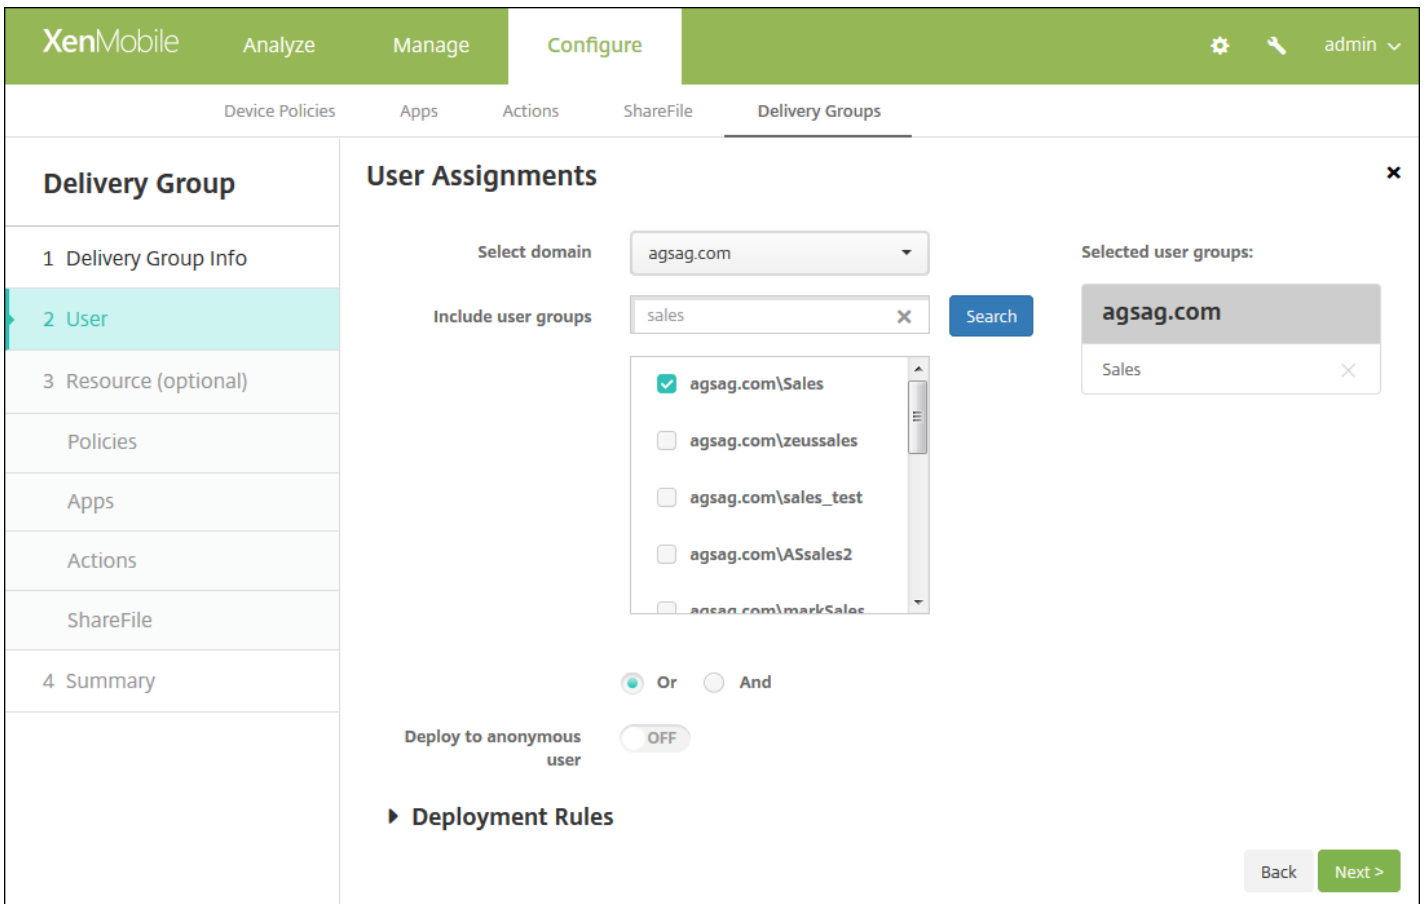 XenMobile Analyze Manage Configure admin
Device Policies Apps Actions ShareFile Delivery Groups
Delivery Group
1 Delivery Group Info
2 User
3 Resource (optional)
Policies
Apps
Actions
ShareFile
4 Summary
User Assignments
Select domain agsag.com
Include user groups sales Search
agsag.com\Sales
agsag.com\zeussales
agsag.com\sales_test
agsag.com\ASsales2
agsag.com\markSales
Or And
Deploy to anonymous OFF
user
Deployment Rules
Selected user groups:
agsag.com
Sales
Back Next >